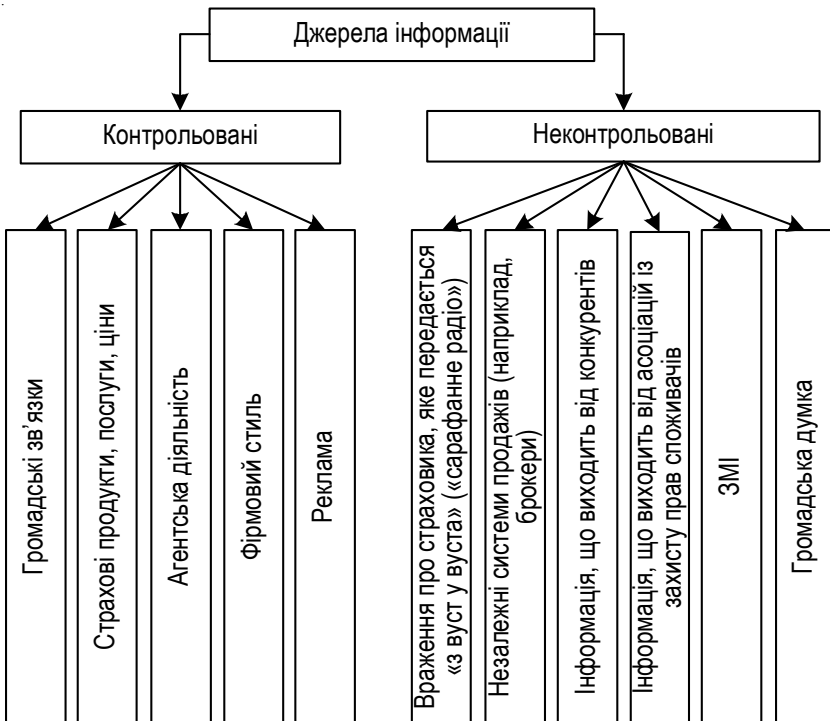 Джерела інформації
Контрольовані
Неконтрольовані
Громадські зв’язки
Страхові продукти, послуги, ціни
Агентська діяльність
Фірмовий стиль
Реклама
Враження про страховика, яке передається
«з вуст у вуста» («сарафанне радіо»)
Незалежні системи продажів (наприклад,
брокери)
Інформація, що виходить від конкурентів
Інформація, що виходить від асоціацій із
захисту прав споживачів
ЗМІ
Громадська думка